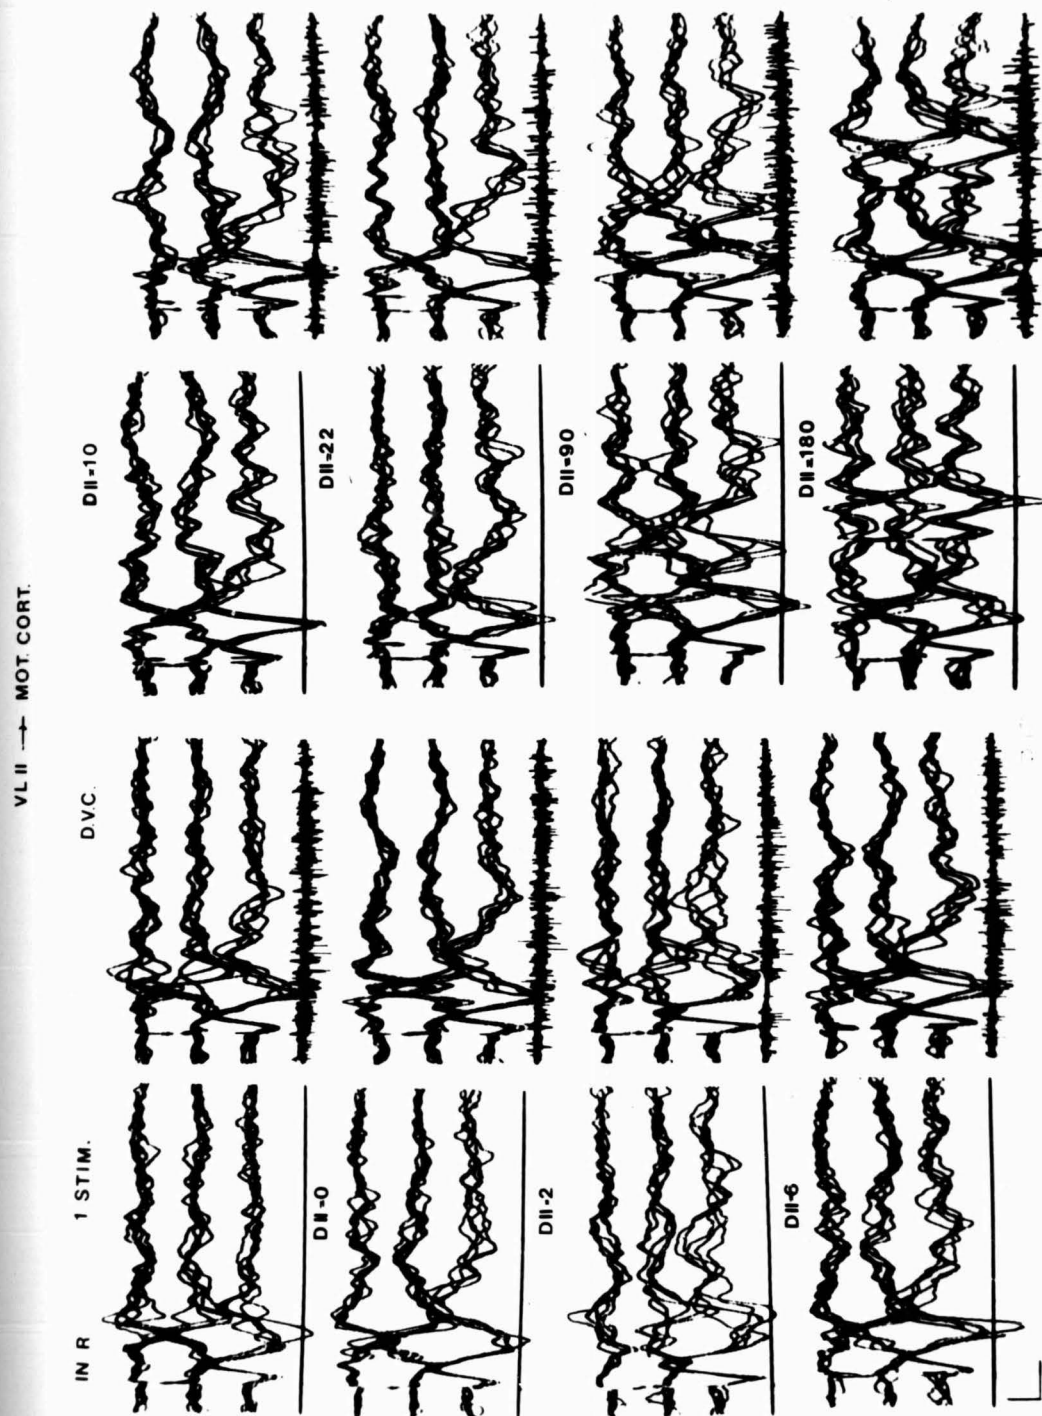 VL II → MOT. CORT.
IN R 1 STIM. D.V.C.
DII=10
DII=0
DII=22
DII=2
DII=90
DII=6
DII=180